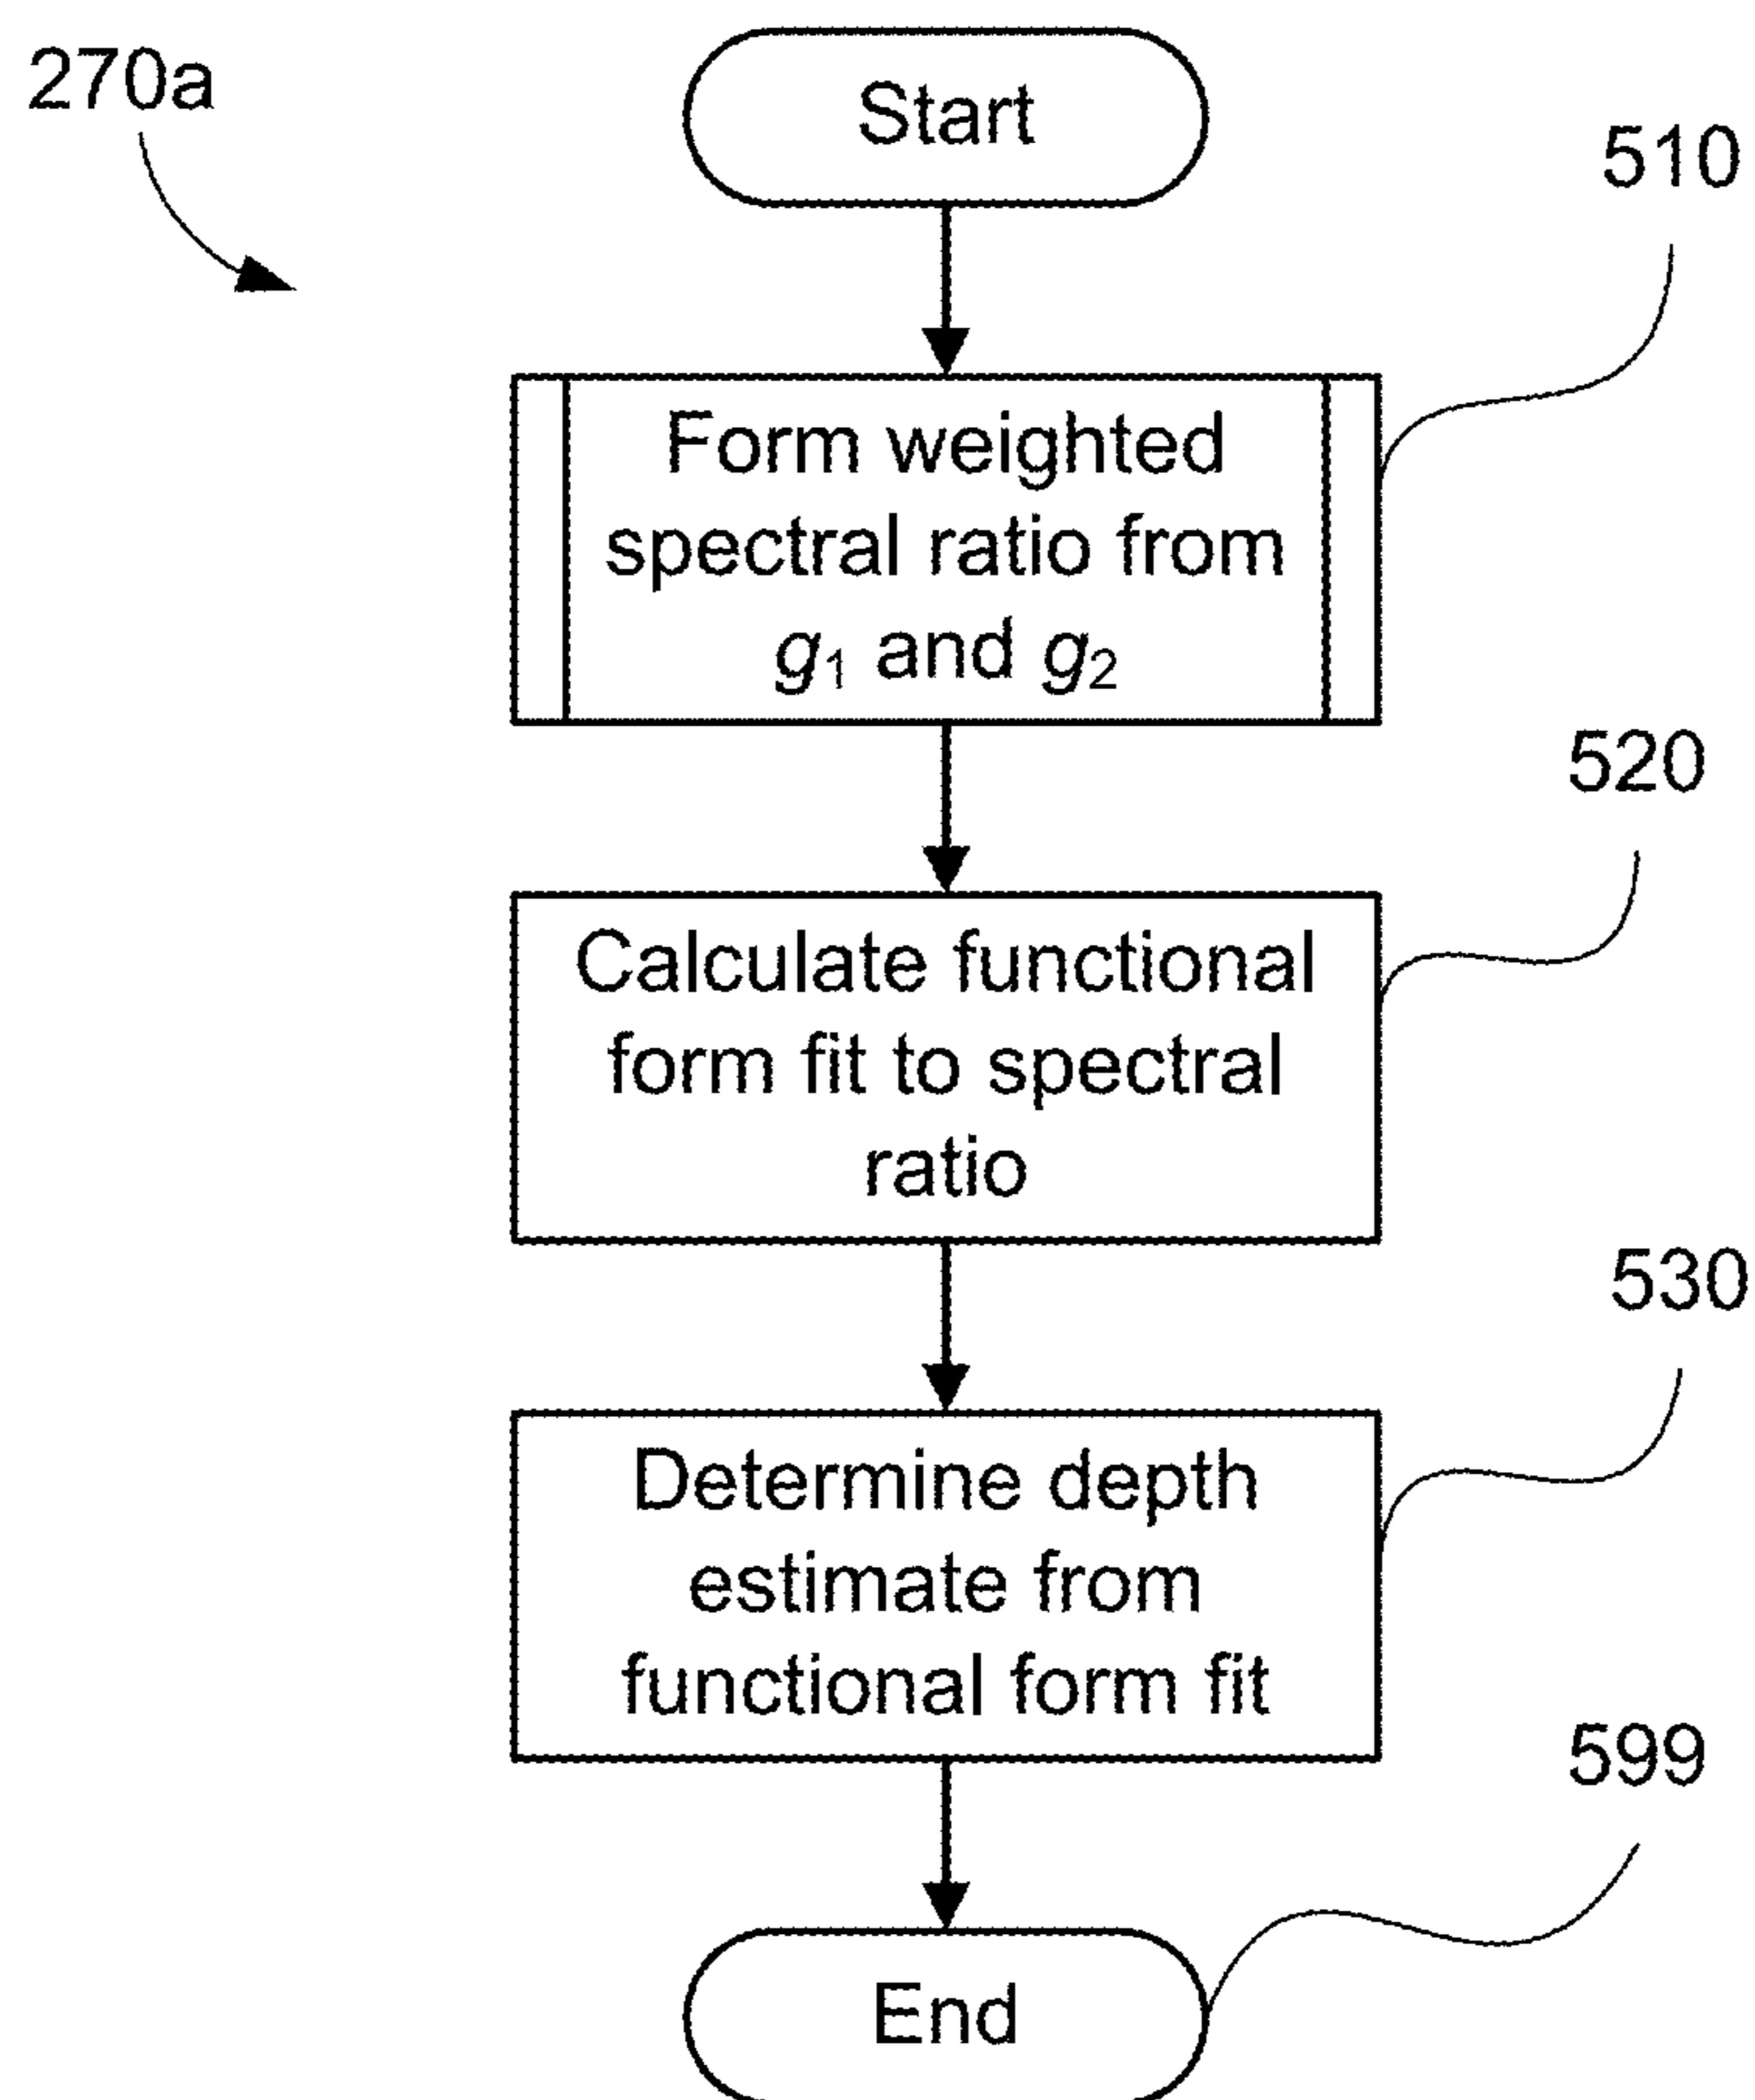 270a
Start
510
Form weighted
spectral ratio from
g₁ and g₂
520
Calculate functional
form fit to spectral
ratio
530
Determine depth
estimate from
functional form fit
599
End